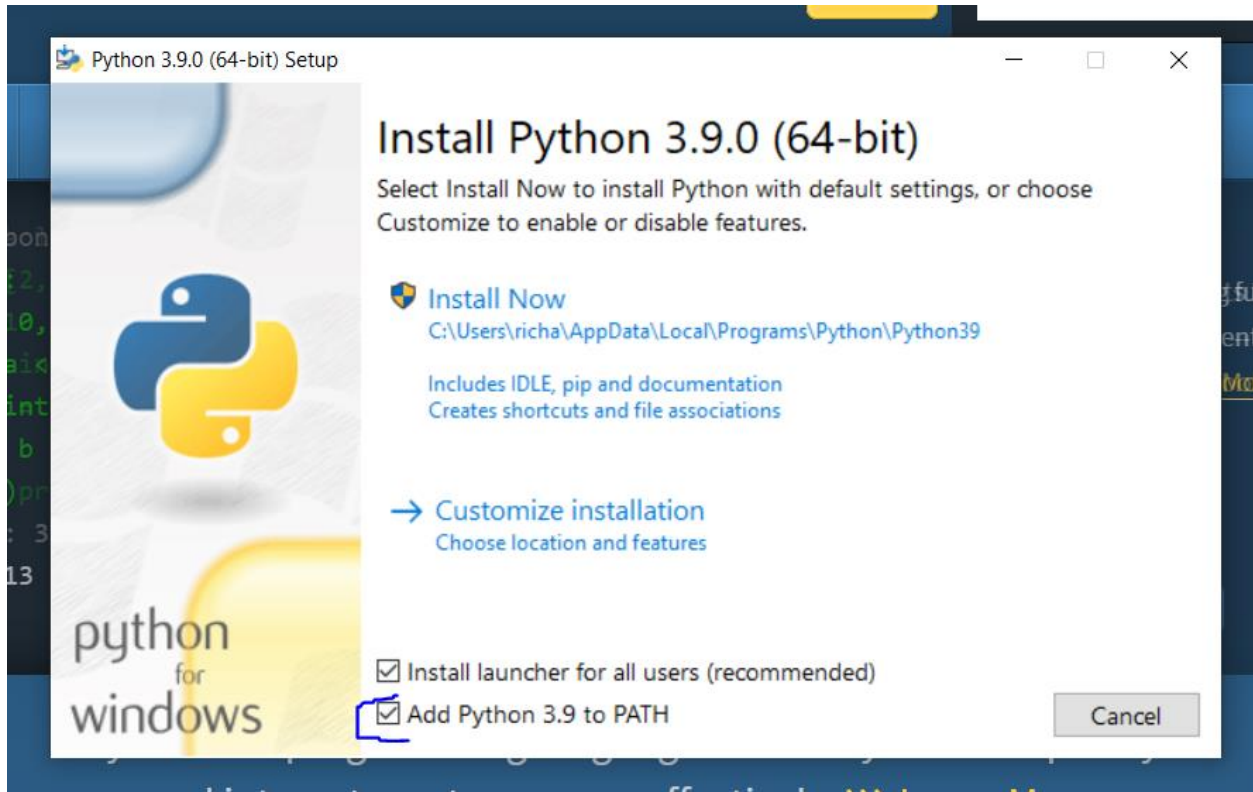 Python 3.9.0 (64-bit) Setup
Install Python 3.9.0 (64-bit)
Select Install Now to install Python with default settings, or choose
Customize to enable or disable features.
Install Now
C:\Users\richa\AppData\Local\Programs\Python\Python39
Includes IDLE, pip and documentation
Creates shortcuts and file associations
Customize installation
Choose location and features
python
for
windows
Install launcher for all users (recommended)
Add Python 3.9 to PATH
Cancel